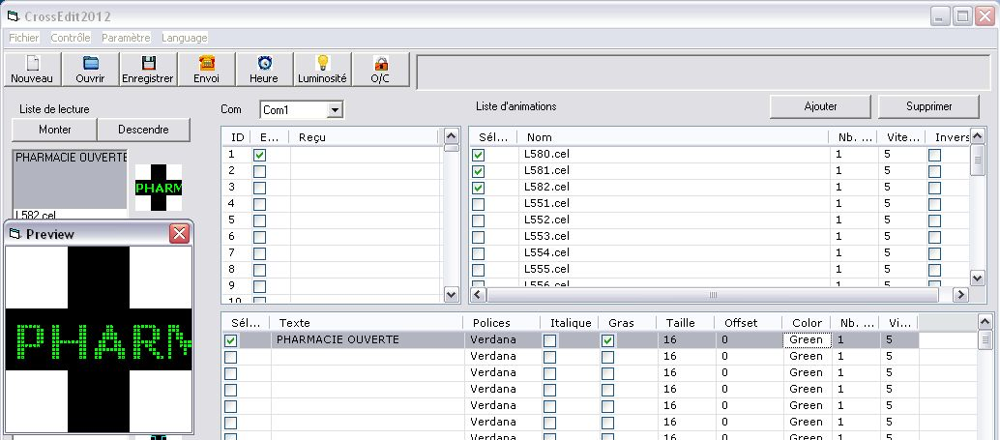 CrossEdit2012
Fichier Contrôle Paramètre Language
Nouveau Ouvrir Enregistrer Envoi Heure Luminosité O/C
Liste de lecture Com Com1 Liste d'animations Ajouter Supprimer
Monter Descendre
PHARMACIE OUVERTE
PHARM
L582.cel
Preview
PHARM
ID E... Reçu
1
2
3
4
5
6
7
8
9
10
Sél... Nom Nb. ... Vite... Invers
L580.cel 1 5
L581.cel 1 5
L582.cel 1 5
L551.cel 1 5
L552.cel 1 5
L553.cel 1 5
L554.cel 1 5
L555.cel 1 5
L556.cel 1 5
Sél... Texte Polices Italique Gras Taille Offset Color Nb. ... Vi...
PHARMACIE OUVERTE Verdana 16 0 Green 1 5
Verdana 16 0 Green 1 5
Verdana 16 0 Green 1 5
Verdana 16 0 Green 1 5
Verdana 16 0 Green 1 5
Verdana 16 0 Green 1 5
Verdana 16 0 Green 1 5